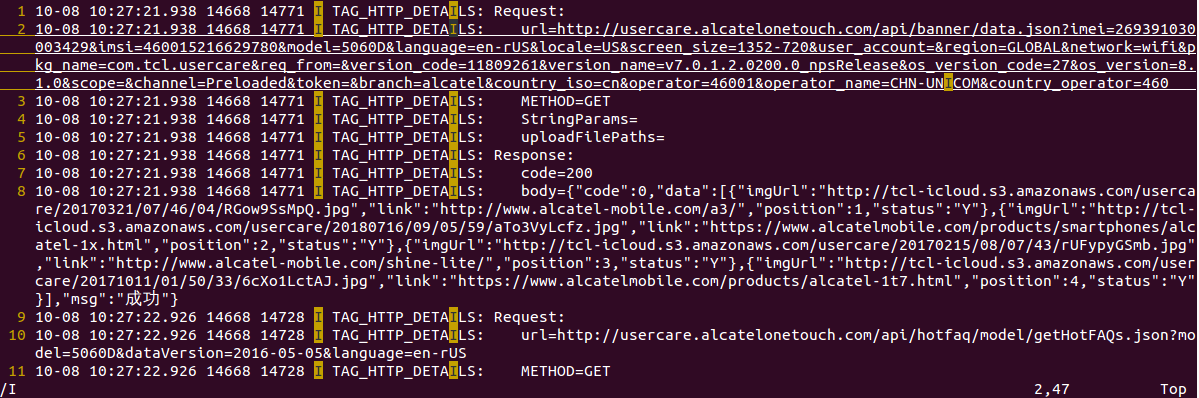 1 10-08 10:27:21.938 14668 14771 I TAG_HTTP_DETAILS: Request:
2 10-08 10:27:21.938 14668 14771 I TAG_HTTP_DETAILS:    url=http://usercare.alcatelonetouch.com/api/banner/data.json?imei=269391030
003429&imsi=460015216629780&model=5060D&language=en-rUS&locale=US&screen_size=1352-720&user_account=&region=GLOBAL&network=wifi&p
kg_name=com.tcl.usercare&req_from=&version_code=11809261&version_name=v7.0.1.2.0200.0_npsRelease&os_version_code=27&os_version=8.
1.0&scope=&channel=Preloaded&token=&branch=alcatel&country_iso=cn&operator=46001&operator_name=CHN-UNICOM&country_operator=460
3 10-08 10:27:21.938 14668 14771 I TAG_HTTP_DETAILS:    METHOD=GET
4 10-08 10:27:21.938 14668 14771 I TAG_HTTP_DETAILS:    StringParams=
5 10-08 10:27:21.938 14668 14771 I TAG_HTTP_DETAILS:    uploadFilePaths=
6 10-08 10:27:21.938 14668 14771 I TAG_HTTP_DETAILS: Response:
7 10-08 10:27:21.938 14668 14771 I TAG_HTTP_DETAILS:    code=200
8 10-08 10:27:21.938 14668 14771 I TAG_HTTP_DETAILS:    body={"code":0,"data":[{"imgUrl":"http://tcl-icloud.s3.amazonaws.com/userca
re/20170321/07/46/04/RGow9SsMpQ.jpg","link":"http://www.alcatel-mobile.com/a3/","position":1,"status":"Y"},{"imgUrl":"http://tcl-
icloud.s3.amazonaws.com/usercare/20180716/09/05/59/aTo3VyLcfz.jpg","link":"https://www.alcatelmobile.com/products/smartphones/alc
atel-1x.html","position":2,"status":"Y"},{"imgUrl":"http://tcl-icloud.s3.amazonaws.com/usercare/20170215/08/07/43/rUFypyGSmb.jpg"
,"link":"http://www.alcatel-mobile.com/shine-lite/","position":3,"status":"Y"},{"imgUrl":"http://tcl-icloud.s3.amazonaws.com/user
care/20171011/01/50/33/6cXo1LctAJ.jpg","link":"https://www.alcatelmobile.com/products/alcatel-1t7.html","position":4,"status":"Y"
}],"msg":"成功"}
9 10-08 10:27:22.926 14668 14728 I TAG_HTTP_DETAILS: Request:
10 10-08 10:27:22.926 14668 14728 I TAG_HTTP_DETAILS:    url=http://usercare.alcatelonetouch.com/api/hotfaq/model/getHotFAQs.json?mo
del=5060D&dataVersion=2016-05-05&language=en-rUS
11 10-08 10:27:22.926 14668 14728 I TAG_HTTP_DETAILS:    METHOD=GET
/I 2,47 Top